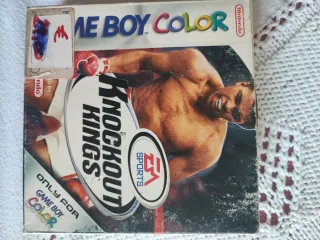 GAME BOY COLOR
Nintendo
KNOCKOUT
KINGS
EA
SPORTS
ONLY FOR
GAME BOY
COLOR